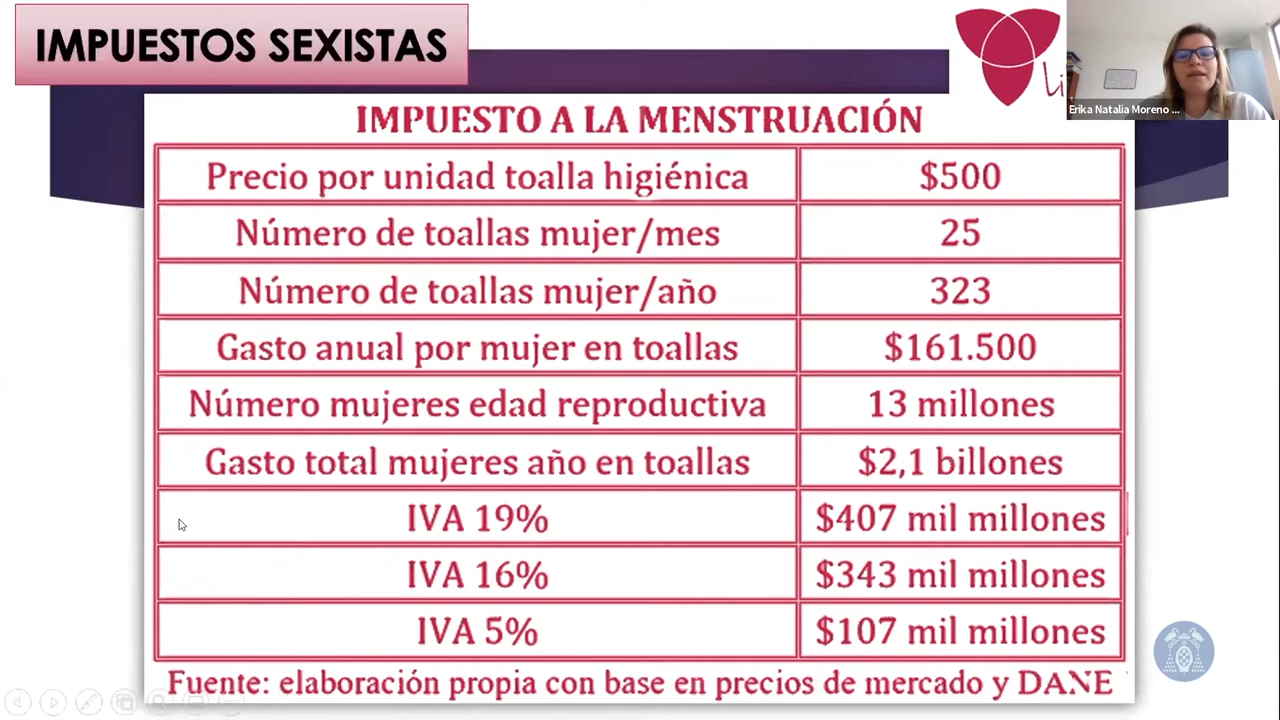 IMPUESTOS SEXISTAS
Li
Erika Natalia Moreno ...
IMPUESTO A LA MENSTRUACIÓN
Precio por unidad toalla higiénica $500
Número de toallas mujer/mes 25
Número de toallas mujer/año 323
Gasto anual por mujer en toallas $161.500
Número mujeres edad reproductiva 13 millones
Gasto total mujeres año en toallas $2,1 billones
IVA 19% $407 mil millones
IVA 16% $343 mil millones
IVA 5% $107 mil millones
Fuente: elaboración propia con base en precios de mercado y DANE